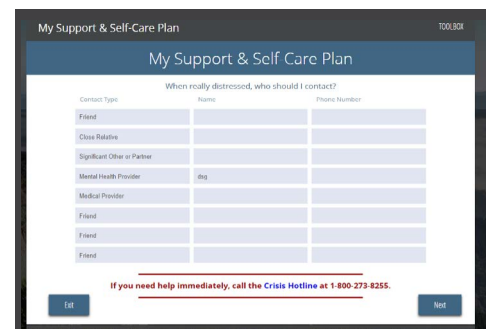 My Support & Self-Care Plan TOOLBOX
My Support & Self-Care Plan
When really distressed, who should I contact?
Contact Type Name Phone Number
Friend
Close Relative
Significant Other or Partner
Mental Health Provider dsg
Medical Provider
Friend
Friend
Friend
If you need help immediately, call the Crisis Hotline at 1-800-273-8255.
Exit Next